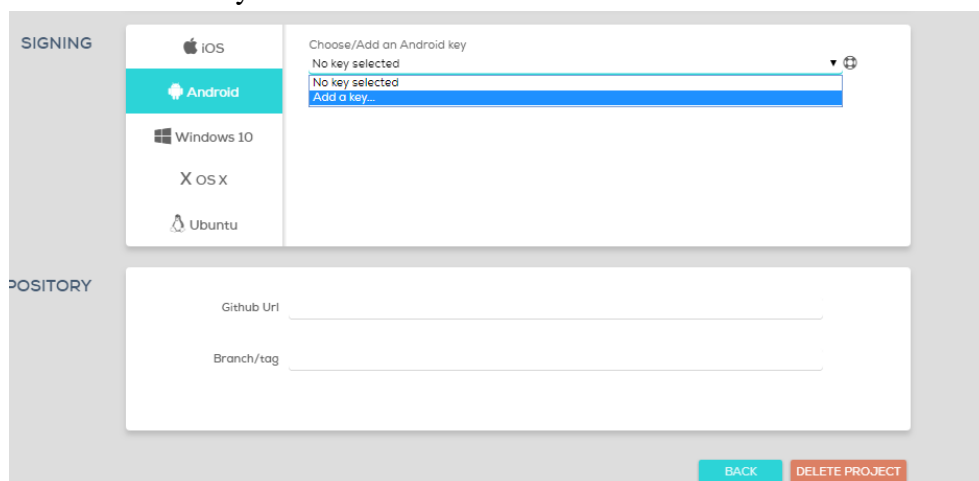 SIGNING
iOS
Android
Windows 10
X OS X
Ubuntu
Choose/Add an Android key
No key selected
No key selected
Add a key...
POSITORY
Github Url
Branch/tag
BACK
DELETE PROJECT